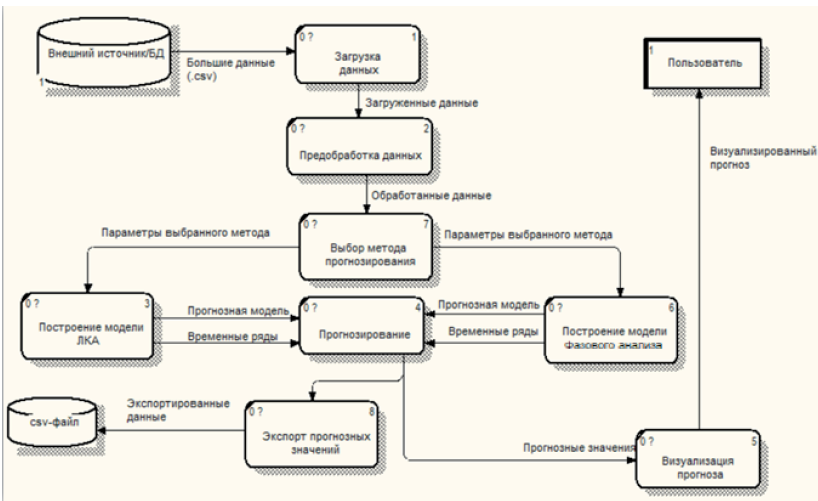 Внешний источник/БД
1
Большие данные
(.csv)
0 ?
1
Загрузка
данных
1
Пользователь
Загруженные данные
0 ?
2
Предобработка данных
Визуализированный
прогноз
Обработанные данные
Параметры выбранного метода
0 ?
7
Выбор метода
прогнозирования
Параметры выбранного метода
0 ?
3
Построение модели
ЛКА
Прогнозная модель
Временные ряды
0 ?
4
Прогнозирование
Прогнозная модель
Временные ряды
0 ?
6
Построение модели
Фазового анализа
csv-файл
Экспортированные
данные
0 ?
8
Экспорт прогнозных
значений
Прогнозные значения
0 ?
5
Визуализация
прогноза